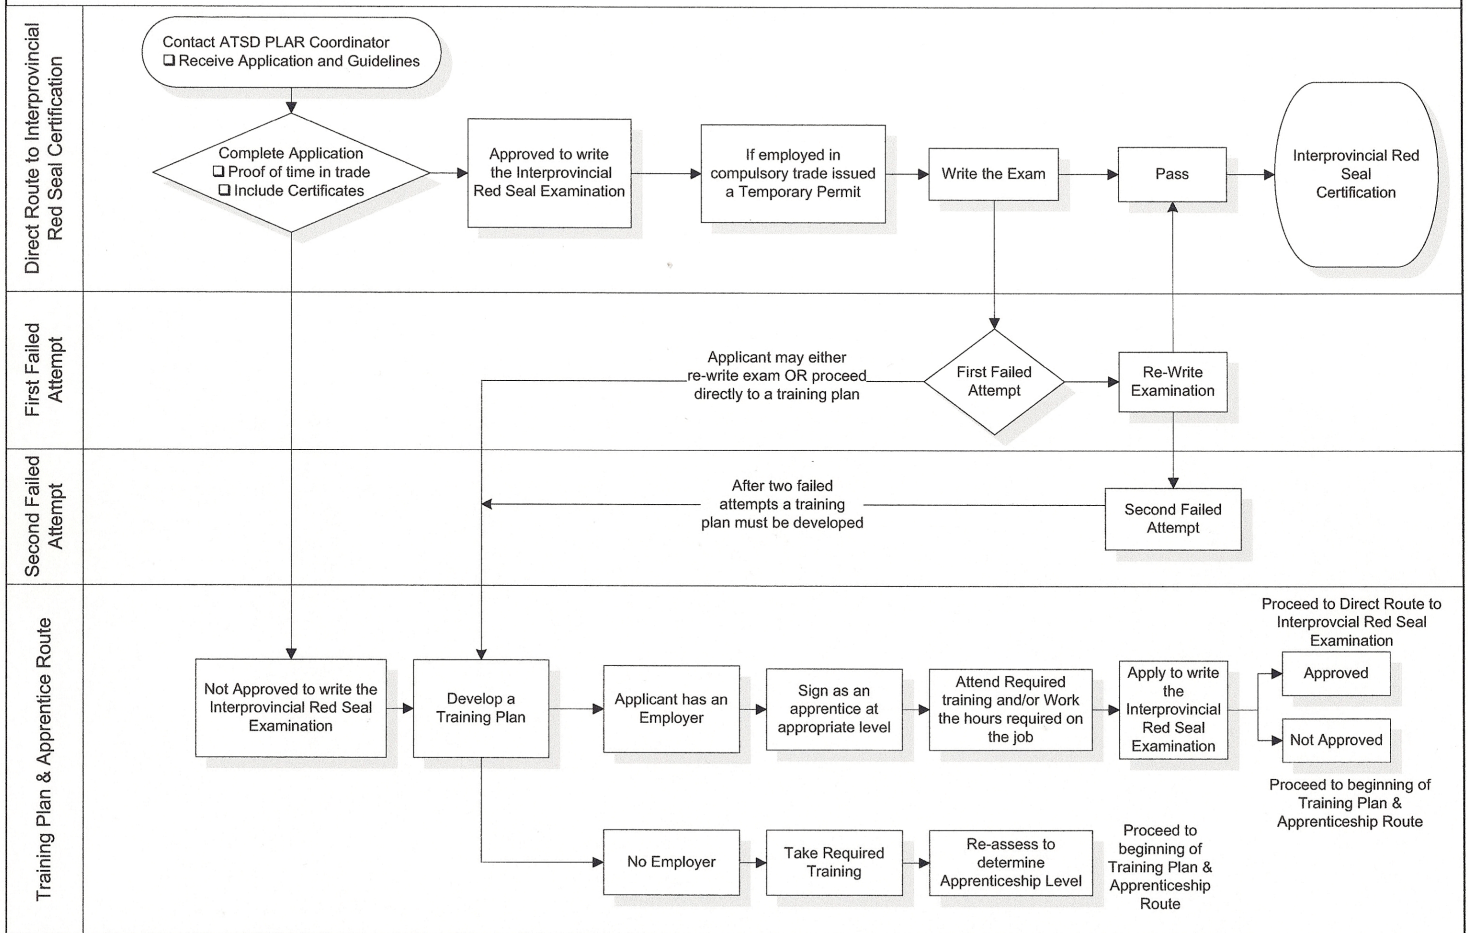 Direct Route to Interprovincial
Red Seal Certification
Contact ATSD PLAR Coordinator
❑ Receive Application and Guidelines
Complete Application
❑ Proof of time in trade
❑ Include Certificates
Approved to write
the Interprovincial
Red Seal Examination
If employed in
compulsory trade issued
a Temporary Permit
Write the Exam
Pass
Interprovincial Red
Seal
Certification
First Failed
Attempt
Applicant may either
re-write exam OR proceed
directly to a training plan
First Failed
Attempt
Re-Write
Examination
Second Failed
Attempt
After two failed
attempts a training
plan must be developed
Second Failed
Attempt
Training Plan & Apprentice Route
Not Approved to write the
Interprovincial Red Seal
Examination
Develop a
Training Plan
Applicant has an
Employer
Sign as an
apprentice at
appropriate level
Attend Required
training and/or Work
the hours required on
the job
Apply to write
the
Interprovincial
Red Seal
Examination
Proceed to Direct Route to
Interprovcial Red Seal
Examination
Approved
Not Approved
Proceed to beginning of
Training Plan &
Apprenticeship Route
No Employer
Take Required
Training
Re-assess to
determine
Apprenticeship Level
Proceed to
beginning of
Training Plan &
Apprenticeship
Route